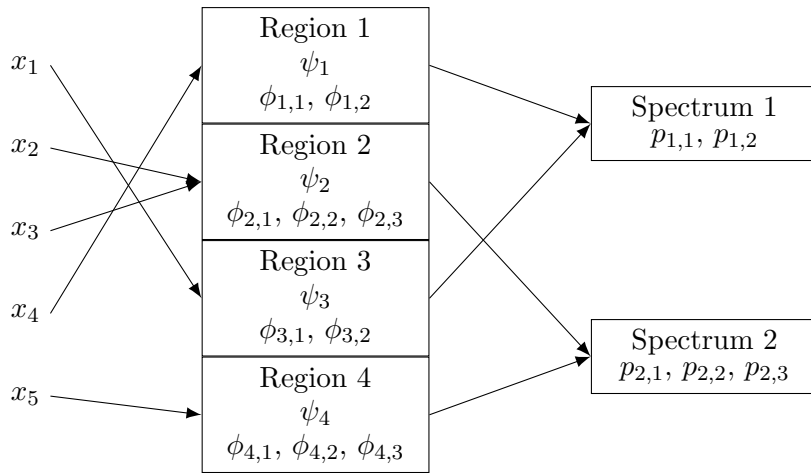 x₁
x₂
x₃
x₄
x₅
Region 1
ψ₁
ϕ₁,₁, ϕ₁,₂
Region 2
ψ₂
ϕ₂,₁, ϕ₂,₂, ϕ₂,₃
Region 3
ψ₃
ϕ₃,₁, ϕ₃,₂
Region 4
ψ₄
ϕ₄,₁, ϕ₄,₂, ϕ₄,₃
Spectrum 1
p₁,₁, p₁,₂
Spectrum 2
p₂,₁, p₂,₂, p₂,₃